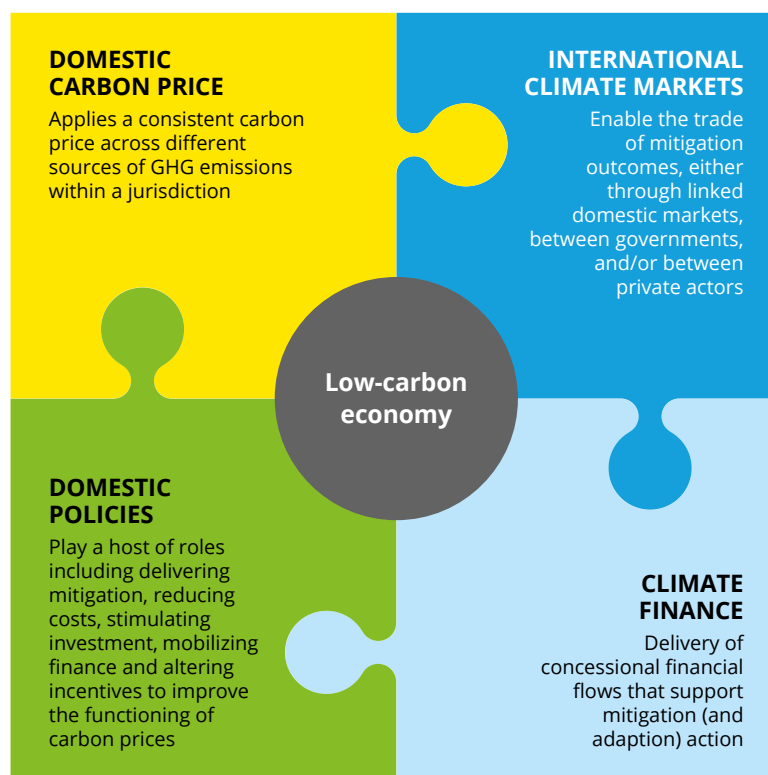 DOMESTIC
CARBON PRICE
Applies a consistent carbon
price across different
sources of GHG emissions
within a jurisdiction
INTERNATIONAL
CLIMATE MARKETS
Enable the trade
of mitigation
outcomes, either
through linked
domestic markets,
between governments,
and/or between
private actors
Low-carbon
economy
DOMESTIC
POLICIES
Play a host of roles
including delivering
mitigation, reducing
costs, stimulating
investment, mobilizing
finance and altering
incentives to improve
the functioning of
carbon prices
CLIMATE
FINANCE
Delivery of
concessional financial
flows that support
mitigation (and
adaption) action